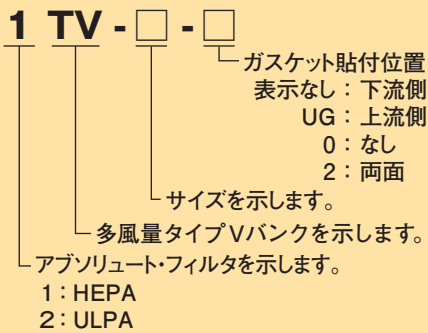 1 TV - □ - □
ガスケット貼付位置
表示なし：下流側
UG：上流側
0：なし
2：両面
サイズを示します。
多風量タイプVバンクを示します。
アブソリュート・フィルタを示します。
1：HEPA
2：ULPA